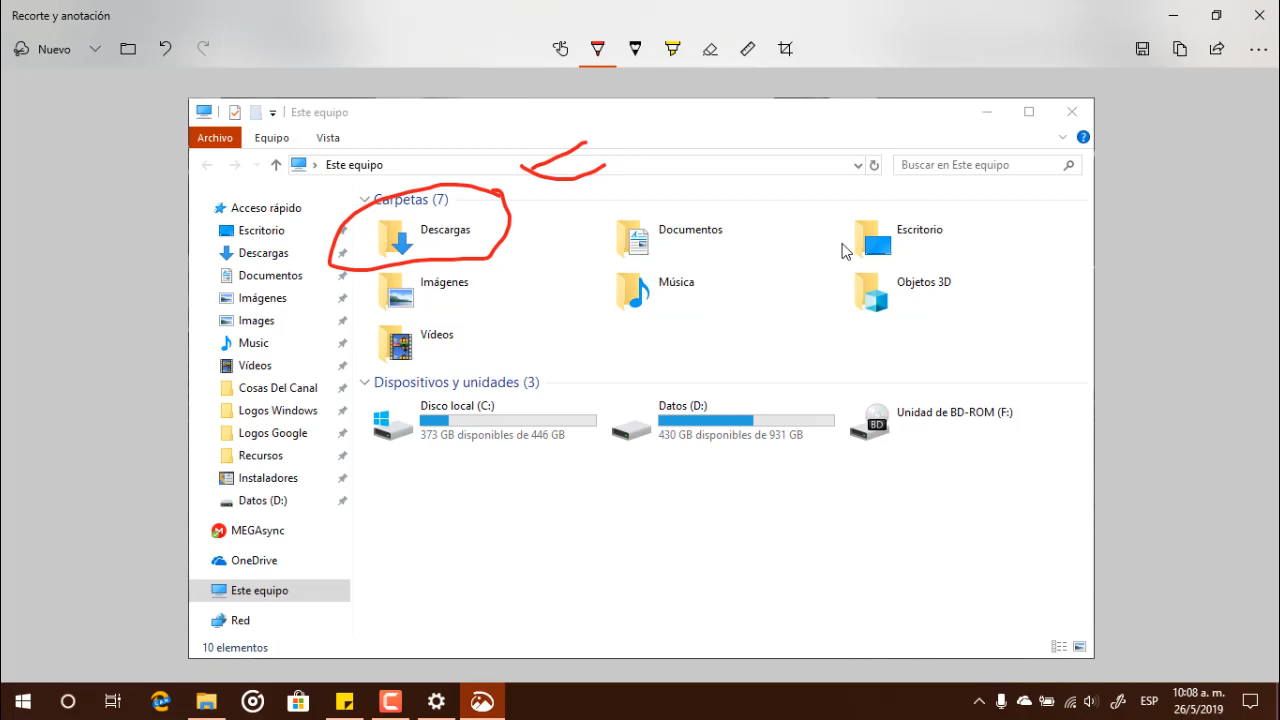 Recorte y anotación
Nuevo
Este equipo
Archivo Equipo Vista
Este equipo
Buscar en Este equipo
Acceso rápido
Escritorio
Descargas
Documentos
Imágenes
Images
Music
Vídeos
Cosas Del Canal
Logos Windows
Logos Google
Recursos
Instaladores
Datos (D:)
MEGAsync
OneDrive
Este equipo
Red
Carpetas (7)
Descargas Documentos Escritorio
Imágenes Música Objetos 3D
Vídeos
Dispositivos y unidades (3)
Disco local (C:)
373 GB disponibles de 446 GB
Datos (D:)
430 GB disponibles de 931 GB
Unidad de BD-ROM (F:)
BD
10 elementos
ESP
10:08 a. m.
26/5/2019